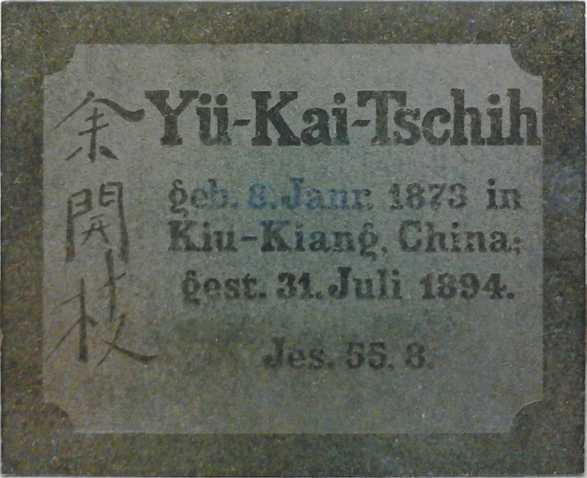 余開枝
Yü-Kai-Tschih
geb. 8. Janr. 1873 in
Kiu-Kiang, China;
gest. 31. Juli 1894.
Jes. 55. 8.